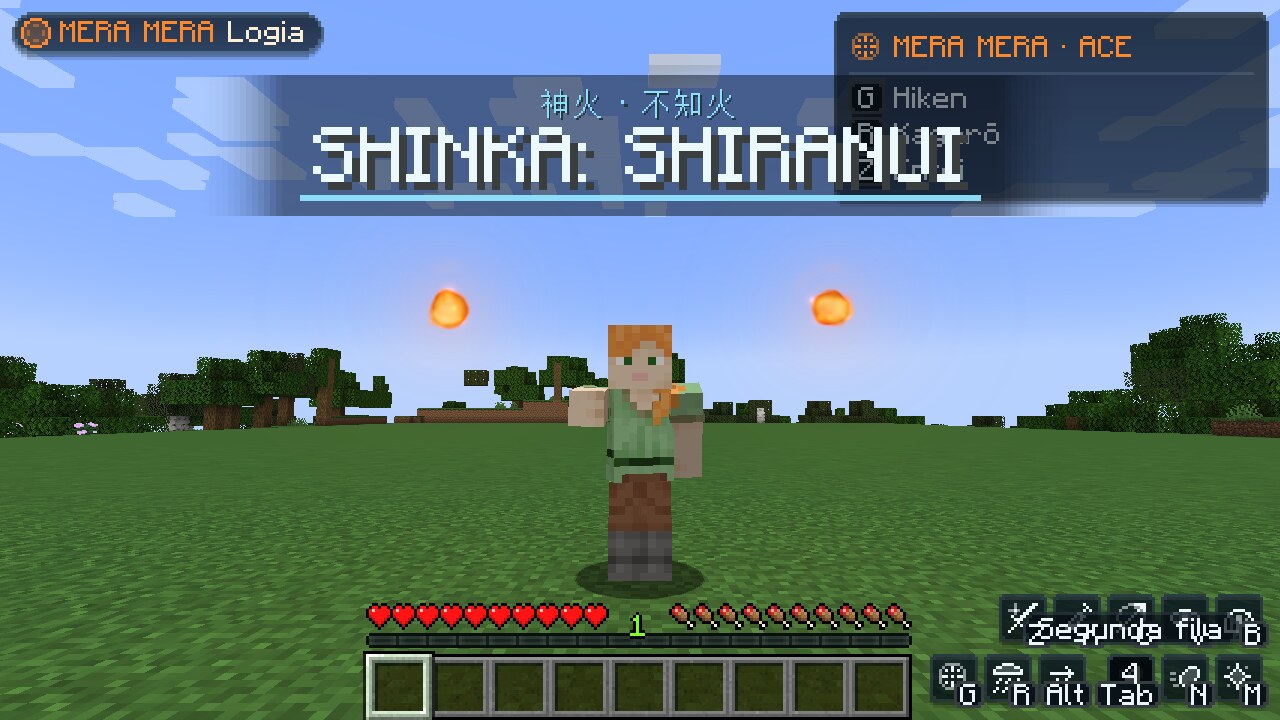 MERA MERA Logia
MERA MERA · ACE
G Hiken
神火 · 不知火
SHINKA: SHIRANUI
1
Segunda fila
Z
B
4
G R Alt Tab N M